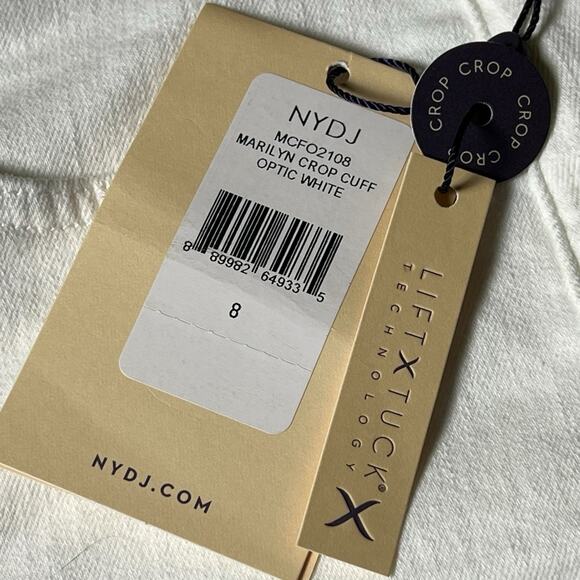 NYDJ
MCFO2108
MARILYN CROP CUFF
OPTIC WHITE
8 89982 64933 5
8
NYDJ.COM
CROP CROP CROP CROP
LIFTXTUCK®
TECHNOLOGY
X